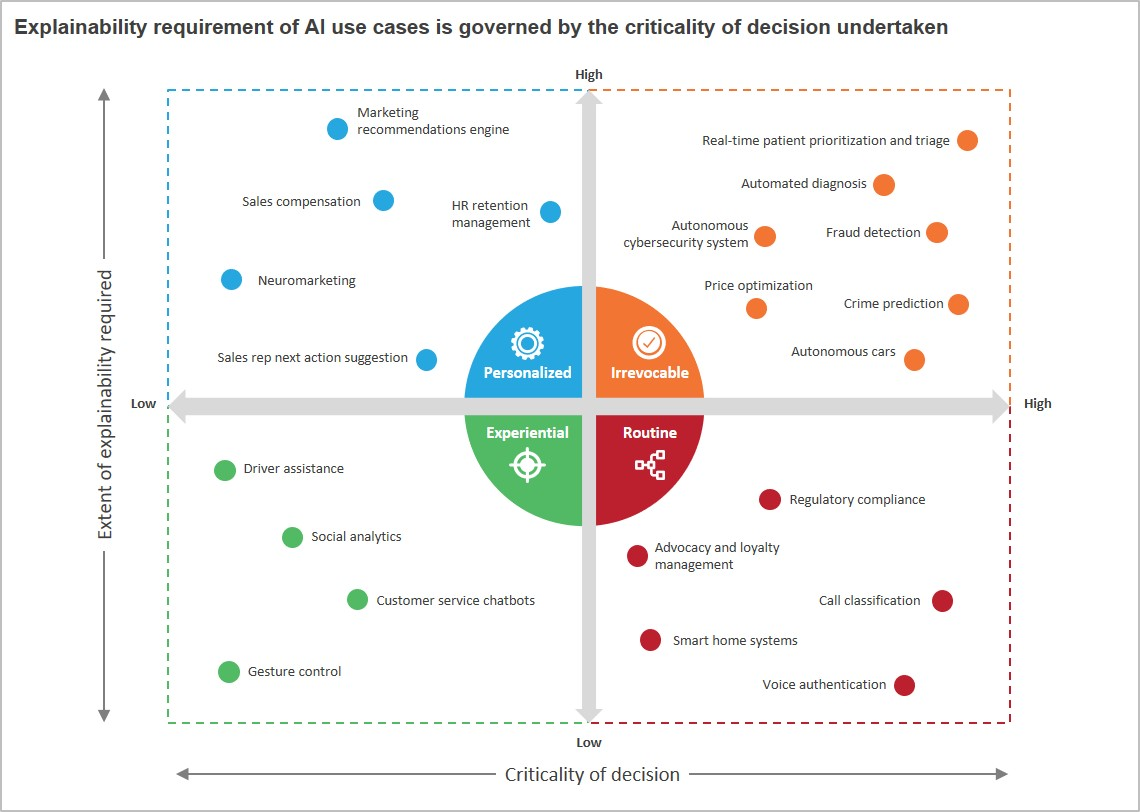 Explainability requirement of AI use cases is governed by the criticality of decision undertaken
High
Marketing
recommendations engine
Sales compensation
HR retention
management
Neuromarketing
Sales rep next action suggestion
Real-time patient prioritization and triage
Automated diagnosis
Autonomous
cybersecurity system
Fraud detection
Price optimization
Crime prediction
Autonomous cars
Extent of explainability required
Personalized
Irrevocable
Low
High
Experiential
Routine
Driver assistance
Social analytics
Customer service chatbots
Gesture control
Regulatory compliance
Advocacy and loyalty
management
Call classification
Smart home systems
Voice authentication
Low
Criticality of decision